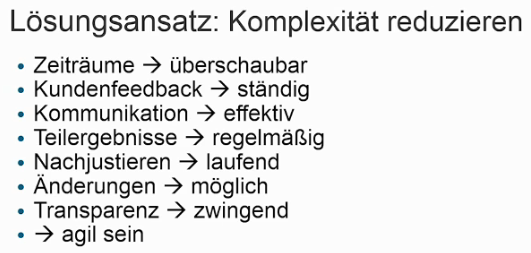 Lösungsansatz: Komplexität reduzieren
• Zeiträume → überschaubar
• Kundenfeedback → ständig
• Kommunikation → effektiv
• Teilergebnisse → regelmäßig
• Nachjustieren → laufend
• Änderungen → möglich
• Transparenz → zwingend
• → agil sein